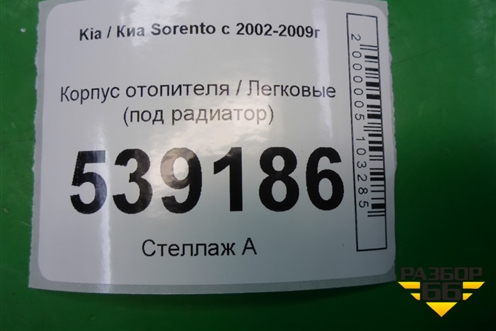 Kia / Киа Sorento с 2002-2009г
Корпус отопителя / Легковые
(под радиатор)
539186
Стеллаж А
2000005103285
РАЗБОР
66